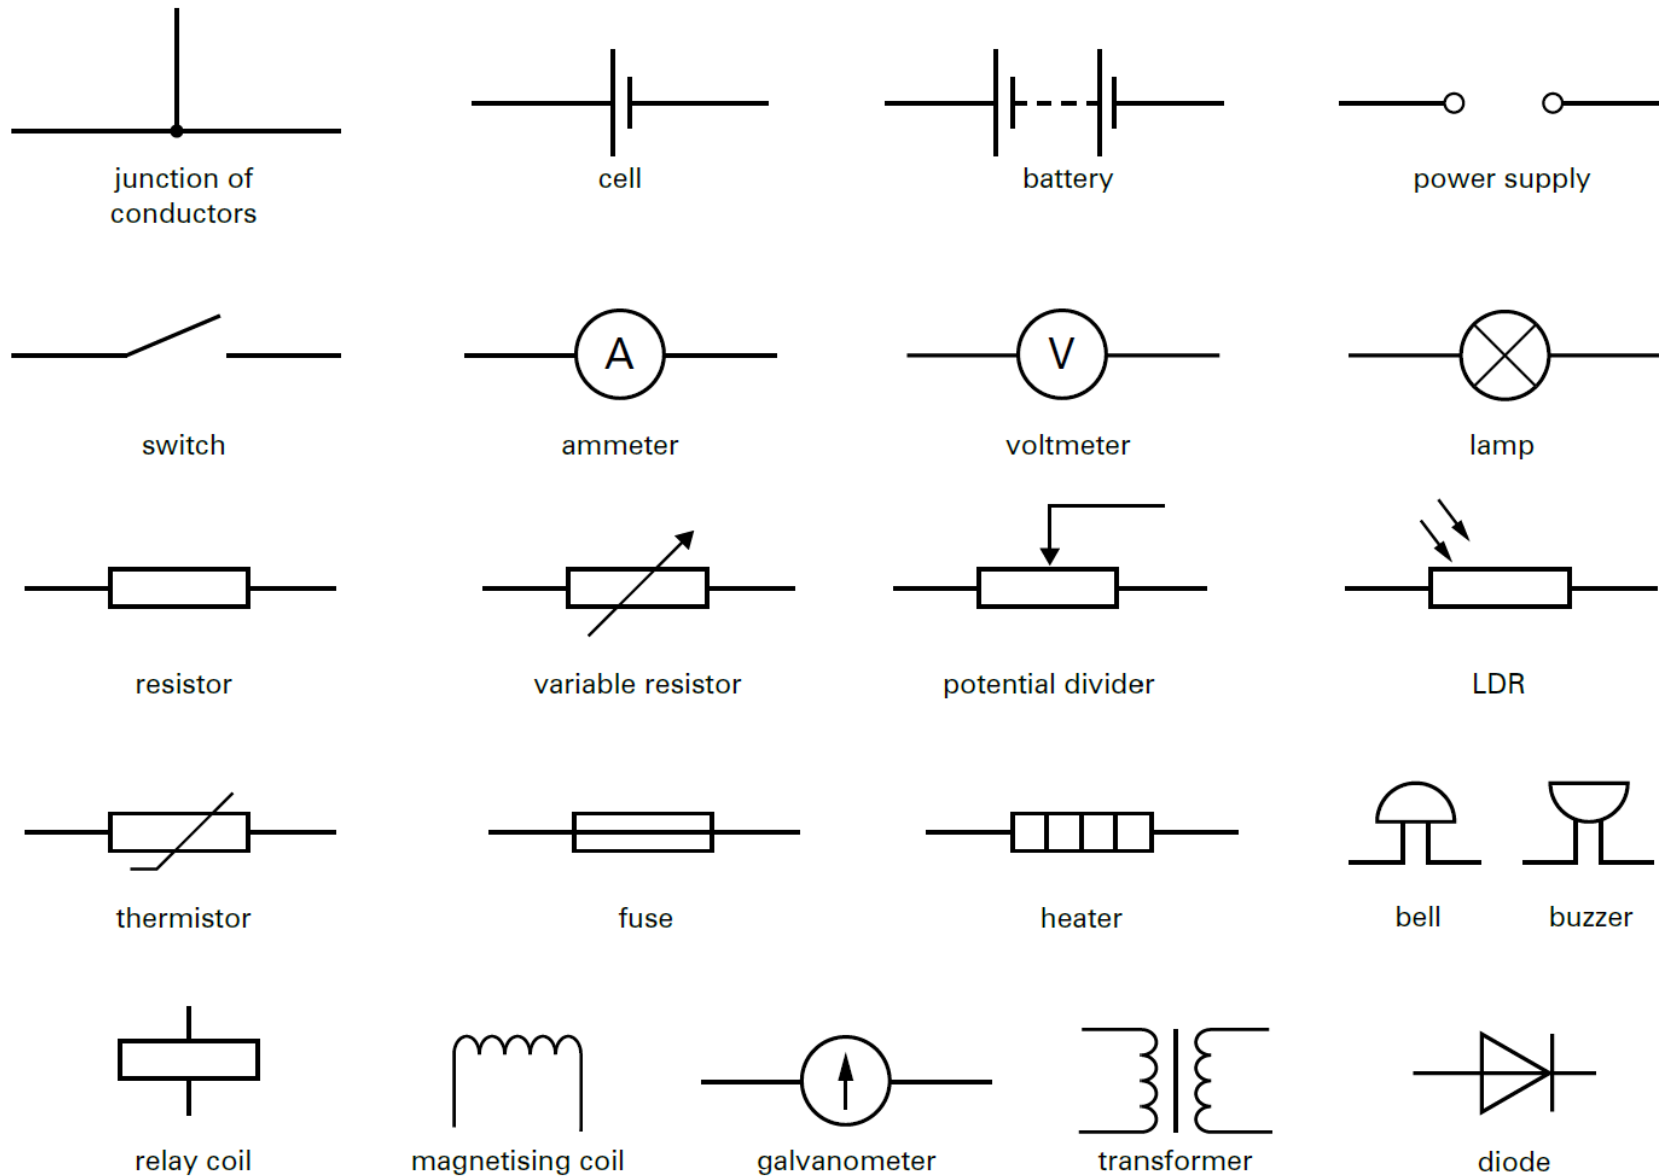 junction of
conductors
cell
battery
power supply
switch
A
ammeter
V
voltmeter
lamp
resistor
variable resistor
potential divider
LDR
thermistor
fuse
heater
bell
buzzer
relay coil
magnetising coil
galvanometer
transformer
diode